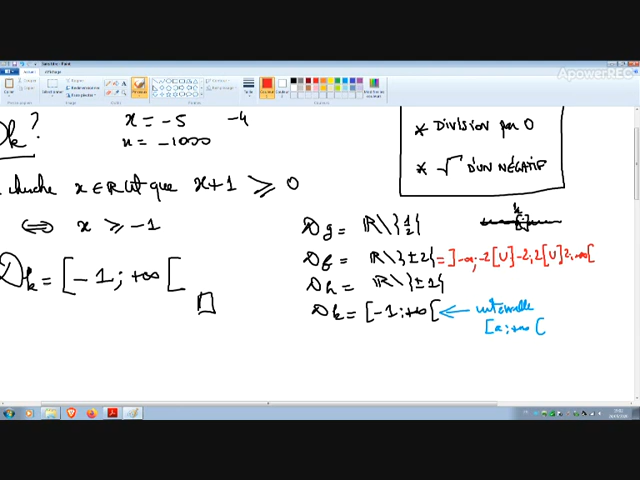 ApowerREC
Dk?
x = -5 -4
x = -1000
cherche x ∈ ℝ tel que x+1 ⩾ 0
⟺ x ⩾ -1
Dk = [-1; +∞[
* Division par 0
* √ D'UN NÉGATIF
Dg = ℝ\{1/2}
Df = ℝ\{±2} = ]-∞;-2[U]-2;2[U]2;+∞[
Dh = ℝ\{±1}
Dk = [-1;+∞[ ← intervalle
[a;+∞[